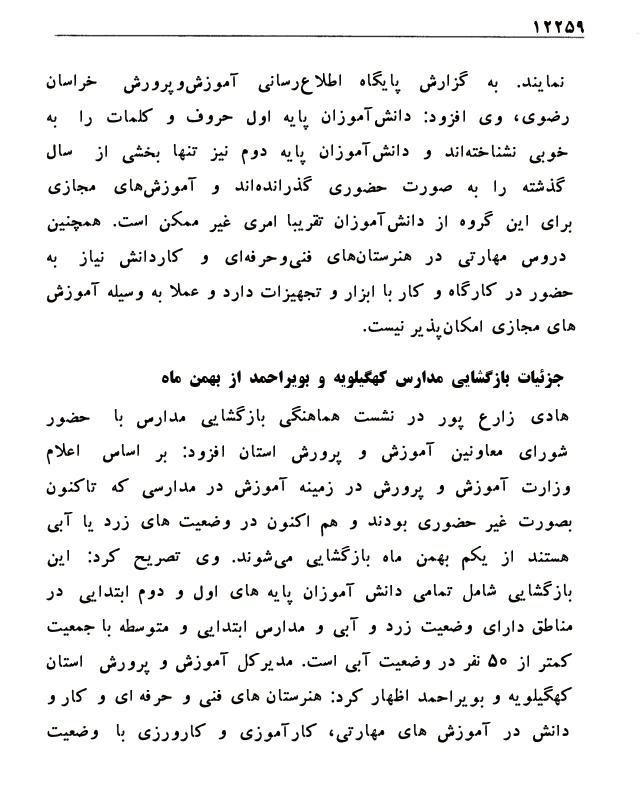 ۱۲۲۵۹
نمایند. به گزارش پایگاه اطلاع‌رسانی آموزش‌وپرورش خراسان
رضوی، وی افزود: دانش‌آموزان پایه اول حروف و کلمات را به
خوبی نشناخته‌اند و دانش‌آموزان پایه دوم نیز تنها بخشی از سال
گذشته را به صورت حضوری گذرانده‌اند و آموزش‌های مجازی
برای این گروه از دانش‌آموزان تقریبا امری غیر ممکن است. همچنین
دروس مهارتی در هنرستان‌های فنی‌وحرفه‌ای و کاردانش نیاز به
حضور در کارگاه و کار با ابزار و تجهیزات دارد و عملا به وسیله آموزش
های مجازی امکان‌پذیر نیست.
جزئیات بازگشایی مدارس کهگیلویه و بویراحمد از بهمن ماه
هادی زارع پور در نشست هماهنگی بازگشایی مدارس با حضور
شورای معاونین آموزش و پرورش استان افزود: بر اساس اعلام
وزارت آموزش و پرورش در زمینه آموزش در مدارسی که تاکنون
بصورت غیر حضوری بودند و هم اکنون در وضعیت های زرد یا آبی
هستند از یکم بهمن ماه بازگشایی می‌شوند. وی تصریح کرد: این
بازگشایی شامل تمامی دانش آموزان پایه های اول و دوم ابتدایی در
مناطق دارای وضعیت زرد و آبی و مدارس ابتدایی و متوسطه با جمعیت
کمتر از ۵۰ نفر در وضعیت آبی است. مدیرکل آموزش و پرورش استان
کهگیلویه و بویراحمد اظهار کرد: هنرستان های فنی و حرفه ای و کار و
دانش در آموزش های مهارتی، کارآموزی و کارورزی با وضعیت